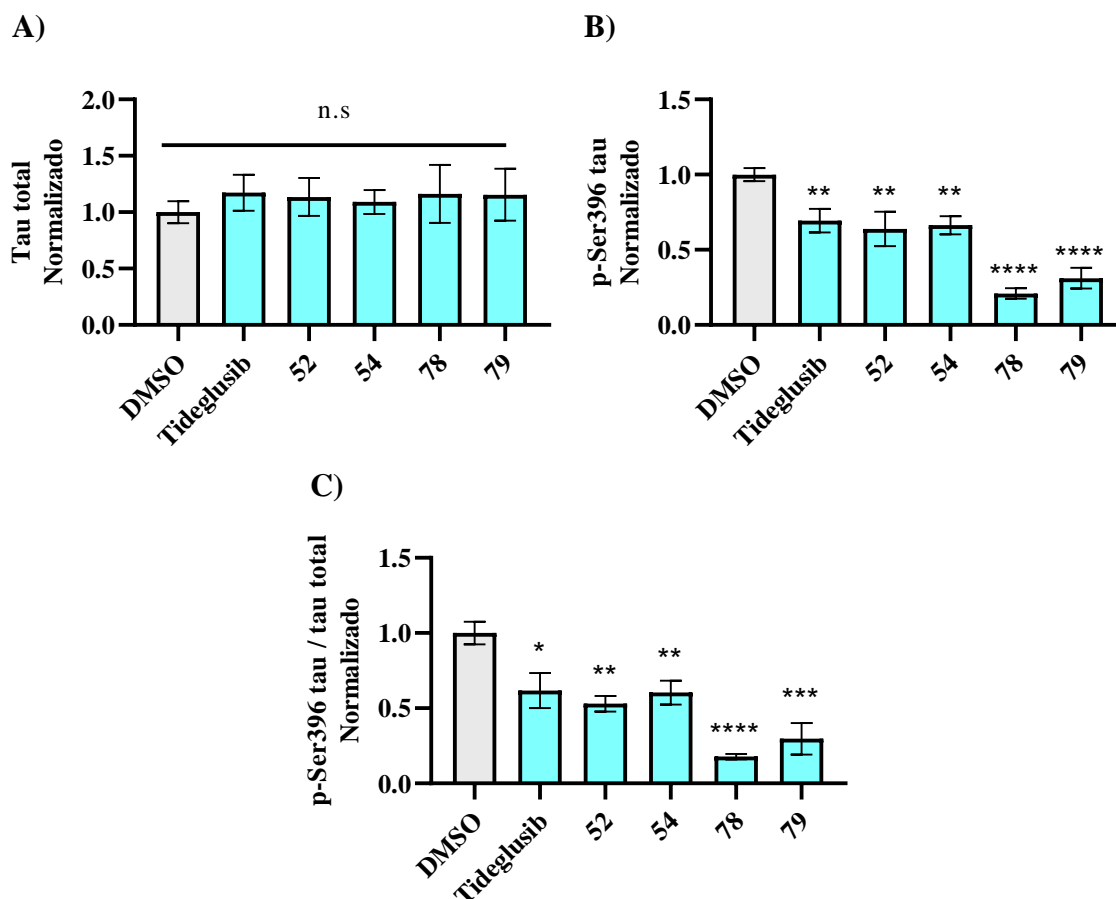 A)
Tau total
Normalizado
2.0
1.5
1.0
0.5
0.0
n.s
DMSO
Tideglusib
52
54
78
79
B)
p-Ser396 tau
Normalizado
1.5
1.0
0.5
0.0
**
**
**
****
****
DMSO
Tideglusib
52
54
78
79
C)
p-Ser396 tau / tau total
Normalizado
1.5
1.0
0.5
0.0
*
**
**
****
***
DMSO
Tideglusib
52
54
78
79